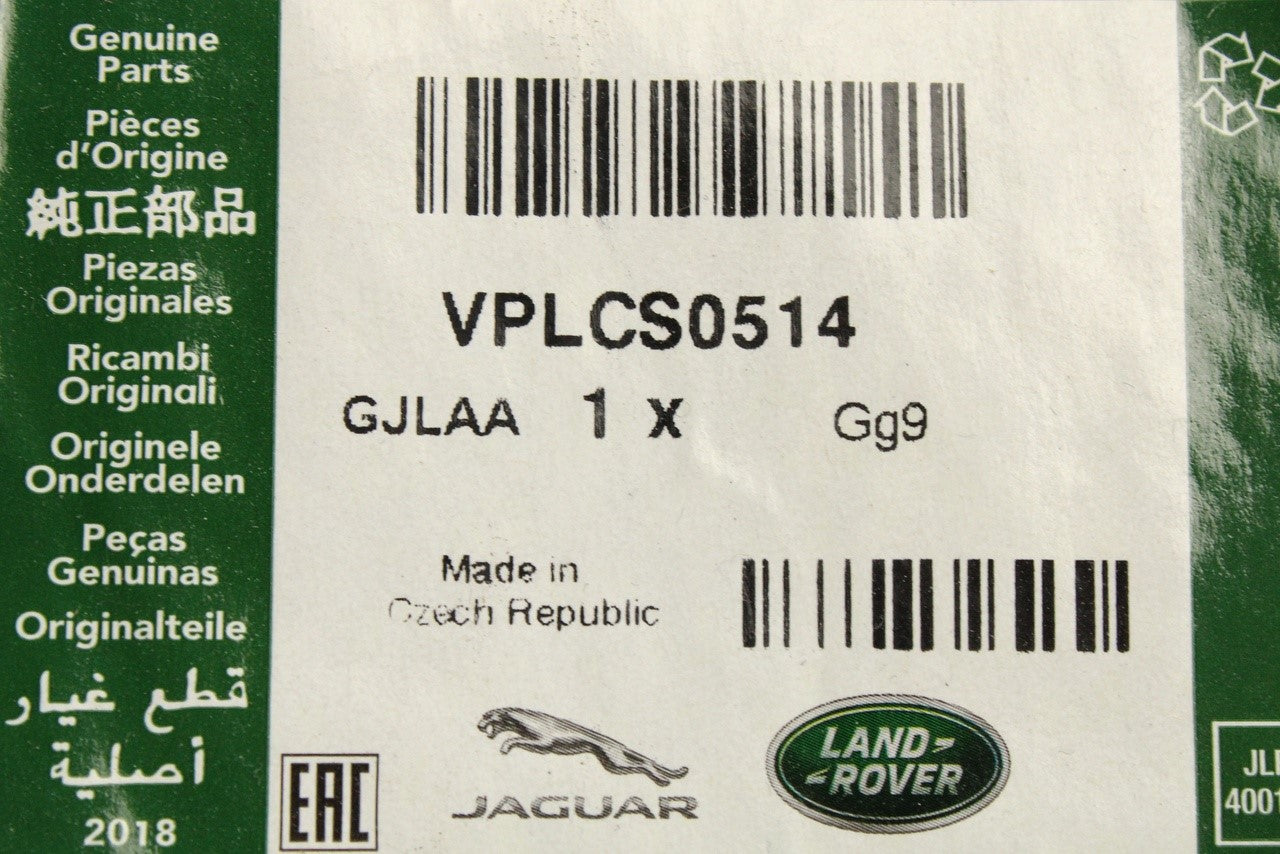 Genuine
Parts
Pièces
d'Origine
純正部品
Piezas
Originales
Ricambi
Originali
Originele
Onderdelen
Peças
Genuinas
Originalteile
قطع غيار
أصلية
2018
VPLCS0514
GJLAA 1 x Gg9
Made in
Czech Republic
EAC
JAGUAR
LAND-
-ROVER